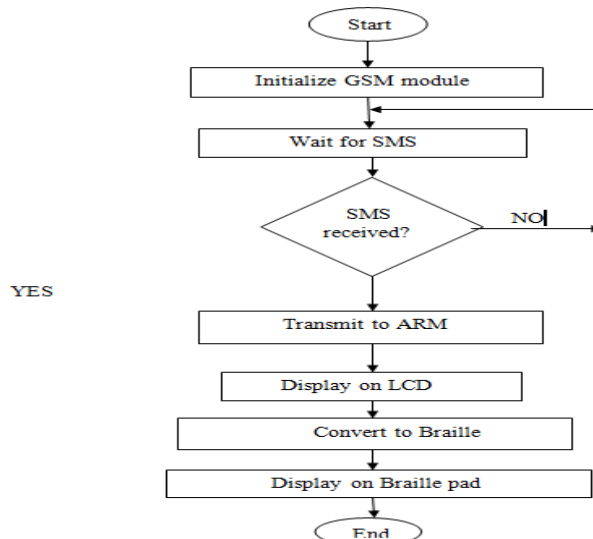 Start
Initialize GSM module
Wait for SMS
SMS
received?
NO
YES
Transmit to ARM
Display on LCD
Convert to Braille
Display on Braille pad
End